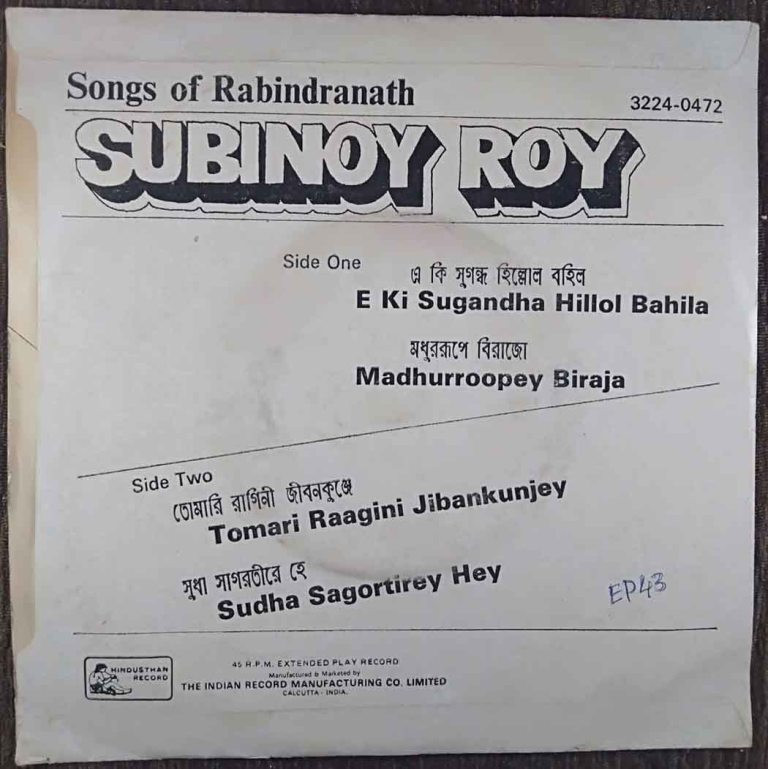 Songs of Rabindranath
3224-0472
SUBINOY ROY
Side One
এ কি সুগন্ধ হিল্লোল বহিল
E Ki Sugandha Hillol Bahila
মধুররূপে বিরাজো
Madhurroopey Biraja
Side Two
তোমারি রাগিনী জীবনকুঞ্জে
Tomari Raagini Jibankunjey
সুধা সাগরতীরে হে
Sudha Sagortirey Hey
EP43
HINDUSTHAN
RECORD
45 R.P.M. EXTENDED PLAY RECORD
Manufactured & Marketed by
THE INDIAN RECORD MANUFACTURING CO. LIMITED
CALCUTTA - INDIA.